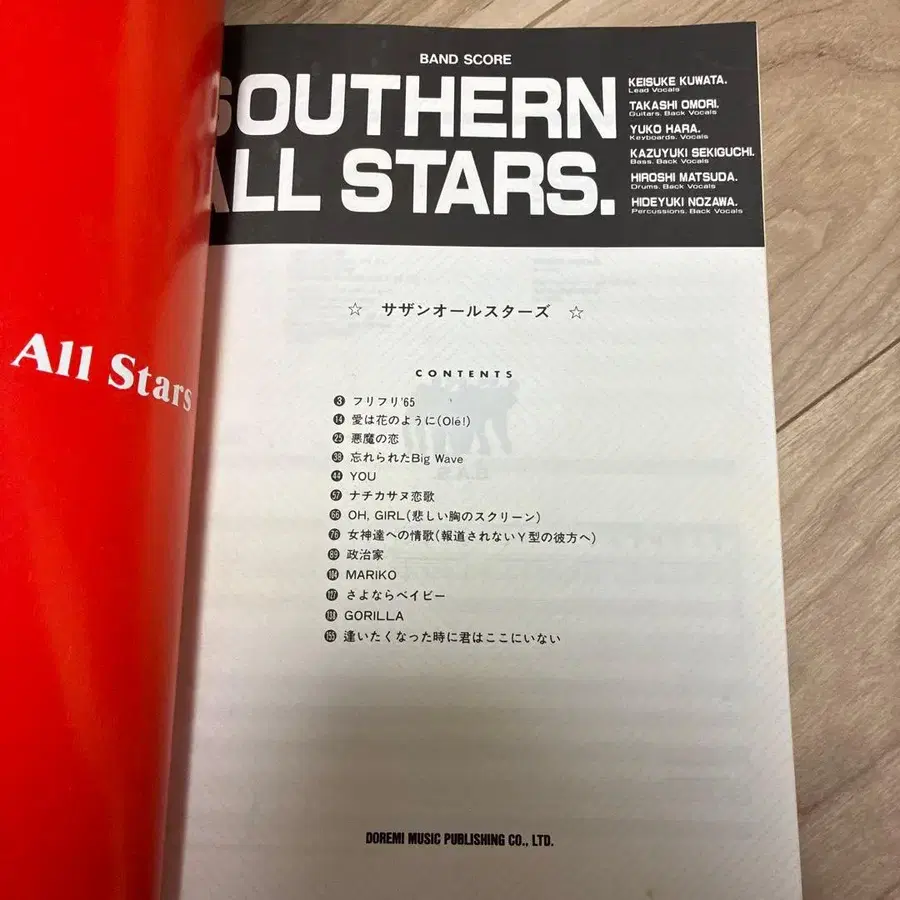 All Stars
BAND SCORE
SOUTHERN
ALL STARS.
KEISUKE KUWATA.
Lead Vocals
TAKASHI OMORI.
Guitars. Back Vocals
YUKO HARA.
Keyboards. Vocals
KAZUYUKI SEKIGUCHI.
Bass. Back Vocals
HIROSHI MATSUDA.
Drums. Back Vocals
HIDEYUKI NOZAWA.
Percussions. Back Vocals
☆ サザンオールスターズ ☆
CONTENTS
3 フリフリ'65
14 愛は花のように(Olé!)
25 悪魔の恋
38 忘れられたBig Wave
44 YOU
57 ナチカサヌ恋歌
66 OH, GIRL(悲しい胸のスクリーン)
76 女神達への情歌(報道されないY型の彼方へ)
89 政治家
104 MARIKO
127 さよならベイビー
138 GORILLA
155 逢いたくなった時に君はここにいない
DOREMI MUSIC PUBLISHING CO., LTD.